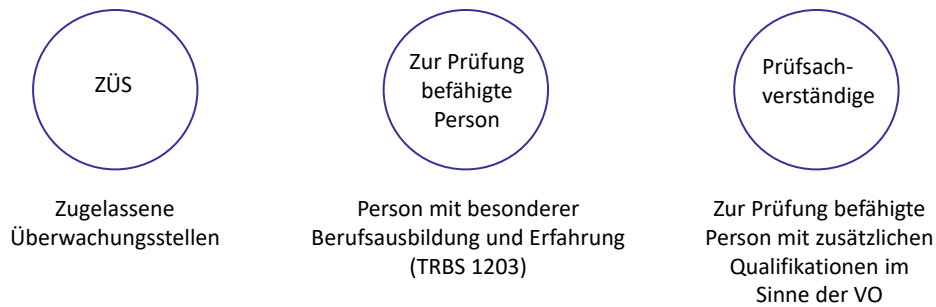 ZÜS
Zur Prüfung
befähigte
Person
Prüfsach-
verständige
Zugelassene
Überwachungsstellen
Person mit besonderer
Berufsausbildung und Erfahrung
(TRBS 1203)
Zur Prüfung befähigte
Person mit zusätzlichen
Qualifikationen im
Sinne der VO